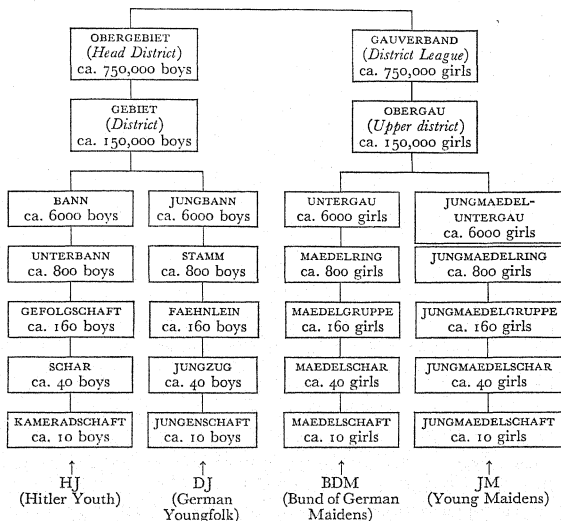 OBERGEBIET
(Head District)
ca. 750,000 boys
GAUVERBAND
(District League)
ca. 750,000 girls
GEBIET
(District)
ca. 150,000 boys
OBERGAU
(Upper district)
ca. 150,000 girls
BANN
ca. 6000 boys
UNTERBANN
ca. 800 boys
GEFOLGSCHAFT
ca. 160 boys
SCHAR
ca. 40 boys
KAMERADSCHAFT
ca. 10 boys
HJ
(Hitler Youth)
JUNGBANN
ca. 6000 boys
STAMM
ca. 800 boys
FAEHNLEIN
ca. 160 boys
JUNGZUG
ca. 40 boys
JUNGENSCHAFT
ca. 10 boys
DJ
(German
Youngfolk)
UNTERGAU
ca. 6000 girls
MAEDELRING
ca. 800 girls
MAEDELGRUPPE
ca. 160 girls
MAEDELSCHAR
ca. 40 girls
MAEDELSCHAFT
ca. 10 girls
BDM
(Bund of German
Maidens)
JUNGMAEDEL-
UNTERGAU
ca. 6000 girls
JUNGMAEDELRING
ca. 800 girls
JUNGMAEDELGRUPPE
ca. 160 girls
JUNGMAEDELSCHAR
ca. 40 girls
JUNGMAEDELSCHAFT
ca. 10 girls
JM
(Young Maidens)